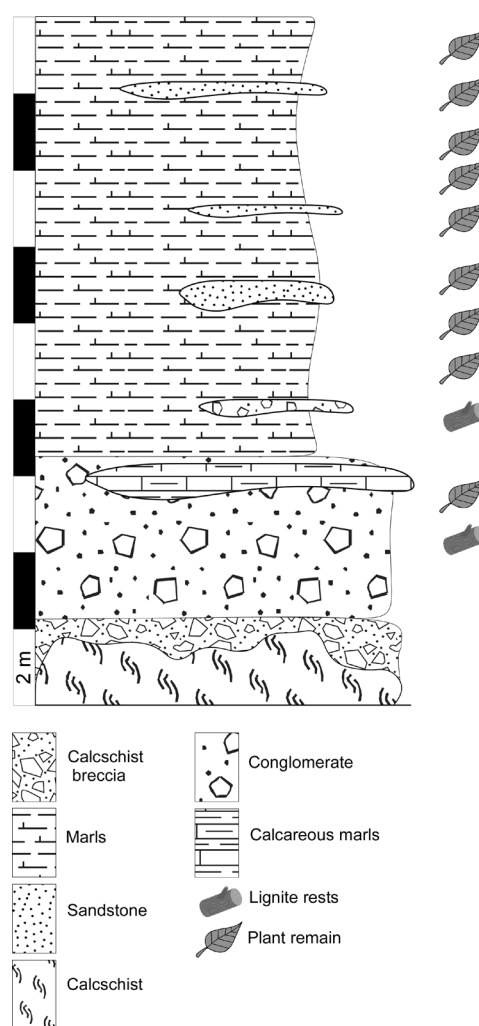 2 m
Calcschist
breccia
Conglomerate
Marls
Calcareous marls
Sandstone
Lignite rests
Plant remain
Calcschist